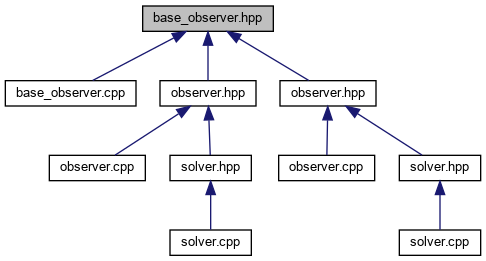 base_observer.hpp
base_observer.cpp
observer.hpp
observer.hpp
observer.cpp
solver.hpp
observer.cpp
solver.hpp
solver.cpp
solver.cpp